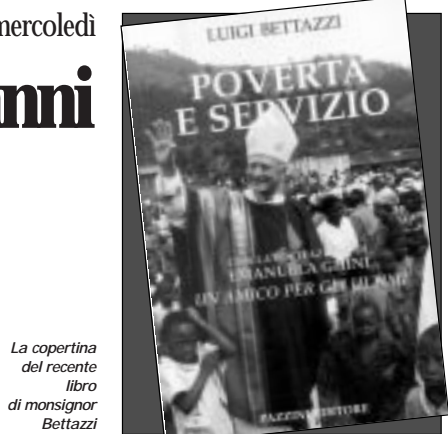 mercoledì
nni
LUIGI BETTAZZI
POVERTÀ
E SERVIZIO
EMANUELA GHINI
UN AMICO PER GLI ULTIMI
PAZZINI EDITORE
La copertina
del recente
libro
di monsignor
Bettazzi